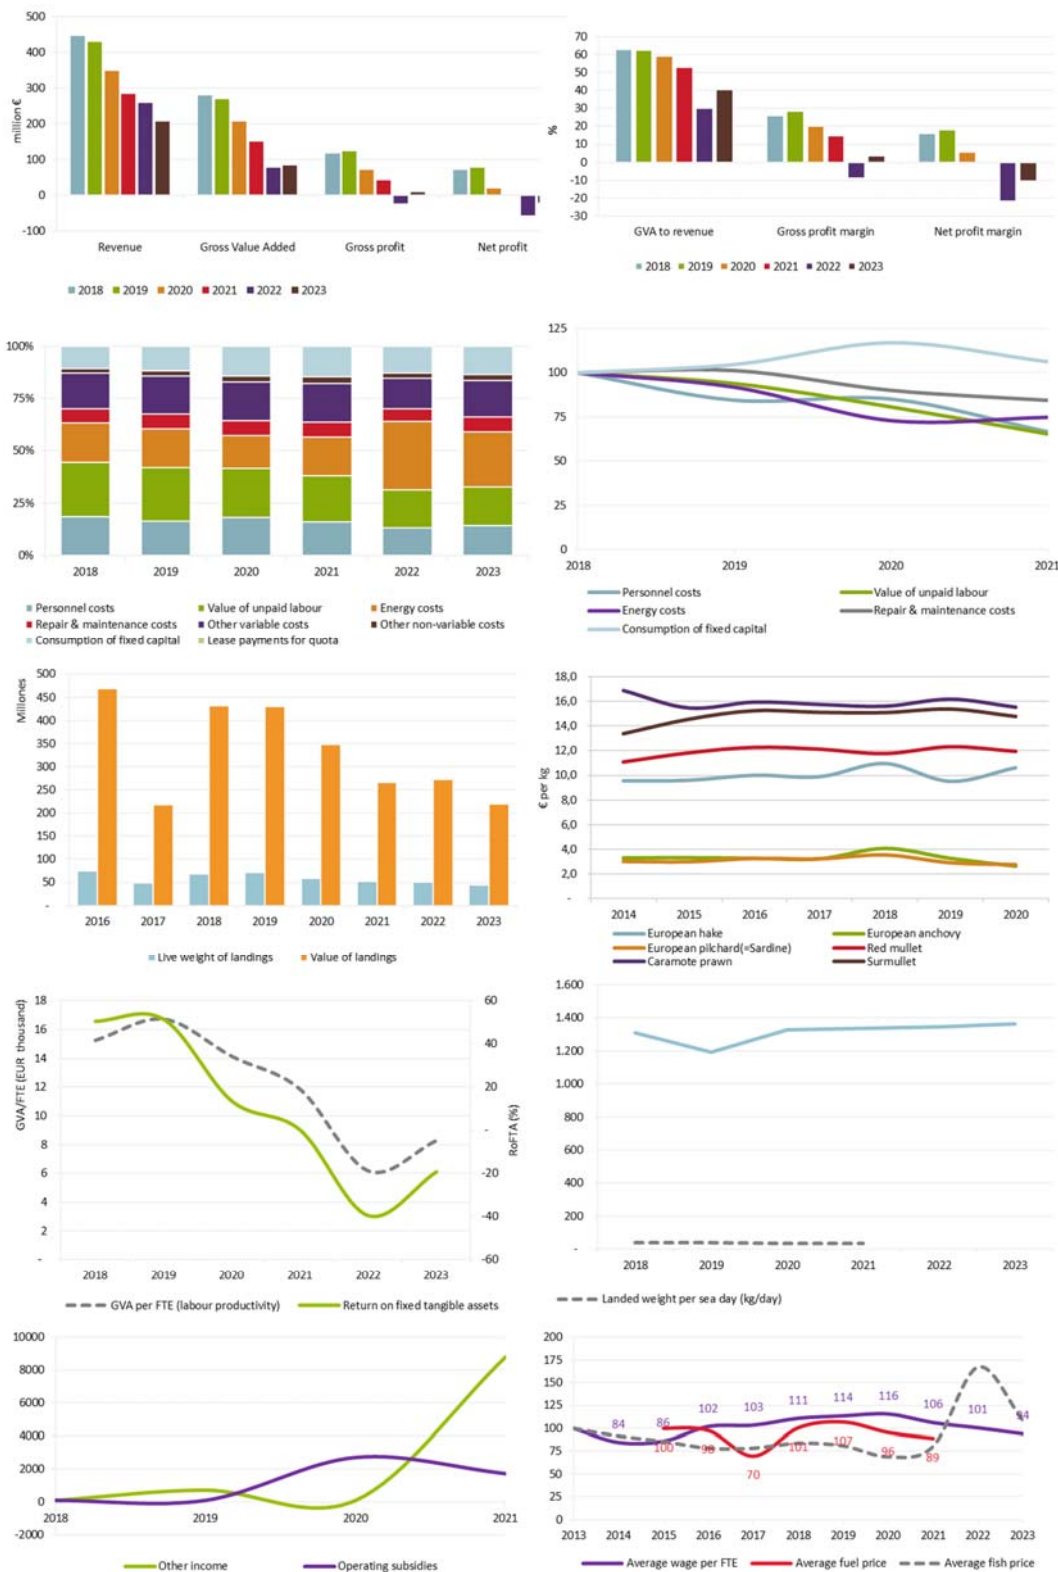 500
400
300
200
100
0
-100
million €
Revenue Gross Value Added Gross profit Net profit
2018 2019 2020 2021 2022 2023
70
60
50
40
30
20
10
0
-10
-20
-30
%
GVA to revenue Gross profit margin Net profit margin
2018 2019 2020 2021 2022 2023
100%
75%
50%
25%
0%
2018 2019 2020 2021 2022 2023
Personnel costs Value of unpaid labour Energy costs
Repair & maintenance costs Other variable costs Other non-variable costs
Consumption of fixed capital Lease payments for quota
125
100
75
50
25
0
2018 2019 2020 2021
Personnel costs Value of unpaid labour
Energy costs Repair & maintenance costs
Consumption of fixed capital
Millones
500
450
400
350
300
250
200
150
100
50
-
2016 2017 2018 2019 2020 2021 2022 2023
Live weight of landings Value of landings
€ per kg
18,0
16,0
14,0
12,0
10,0
8,0
6,0
4,0
2,0
-
2014 2015 2016 2017 2018 2019 2020
European hake European anchovy
European pilchard(=Sardine) Red mullet
Caramote prawn Surmullet
GVA/FTE (EUR thousand)
18
16
14
12
10
8
6
4
2
-
60
40
20
-
-20
-40
-60
RoFTA (%)
2018 2019 2020 2021 2022 2023
GVA per FTE (labour productivity) Return on fixed tangible assets
1.600
1.400
1.200
1.000
800
600
400
200
-
2018 2019 2020 2021 2022 2023
Landed weight per sea day (kg/day)
10000
8000
6000
4000
2000
0
-2000
2018 2019 2020 2021
Other income Operating subsidies
200
175
150
125
100
75
50
25
0
84 86 102 103 111 114 116 106 101 94
100 98 70 101 107 96 89
2013 2014 2015 2016 2017 2018 2019 2020 2021 2022 2023
Average wage per FTE Average fuel price Average fish price